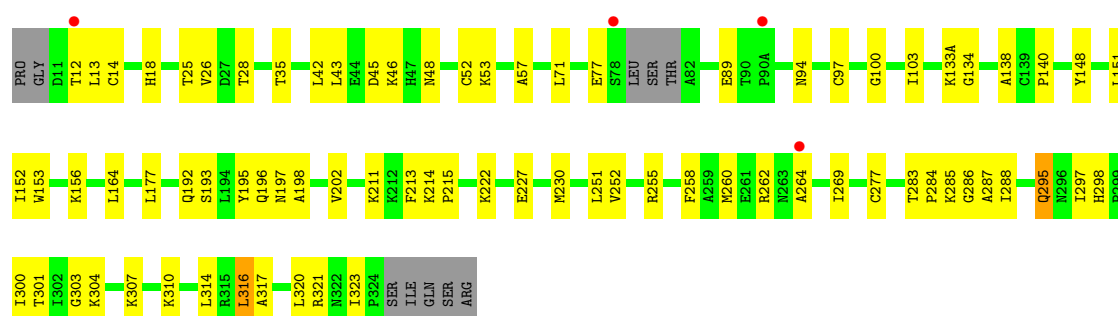 PRO GLY D11 T12 L13 C14 H18 T25 V26 D27 T28 T35 L42 L43 E44 D45 K46 H47 N48 C52 K53 A57 L71 E77 S78 LEU SER THR A82 E89 T90 P90A N94 C97 G100 I103 K133A G134 A138 C139 P140 Y148 L151
I152 W153 K156 L164 L177 Q192 S193 L194 Y195 Q196 N197 A198 V202 K211 K212 F213 K214 P215 K222 E227 M230 L251 V252 R255 F258 A259 M260 E261 R262 N263 A264 I269 C277 T283 P284 K285 G286 A287 I288 Q295 N296 I297 H298
I300 T301 I302 G303 K304 K307 K310 L314 R315 L316 A317 L320 R321 N322 I323 P324 SER ILE GLN SER ARG